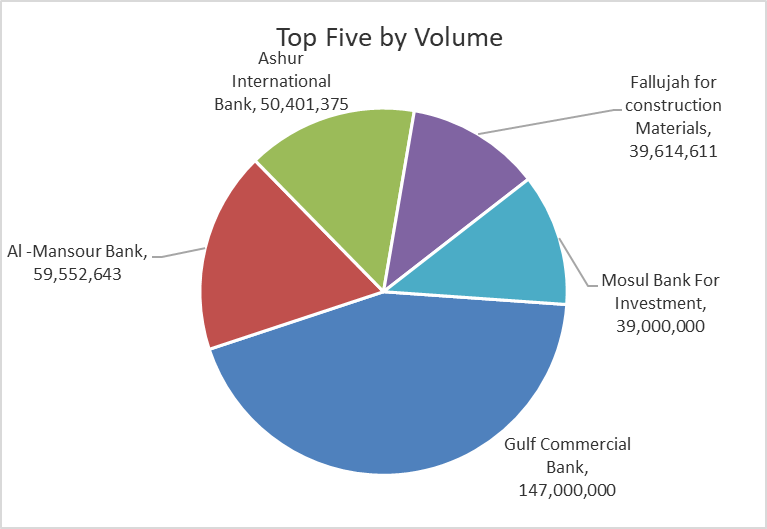 Top Five by Volume
Ashur
International
Bank, 50,401,375
Fallujah for
construction
Materials,
39,614,611
Al -Mansour Bank,
59,552,643
Mosul Bank For
Investment,
39,000,000
Gulf Commercial
Bank,
147,000,000